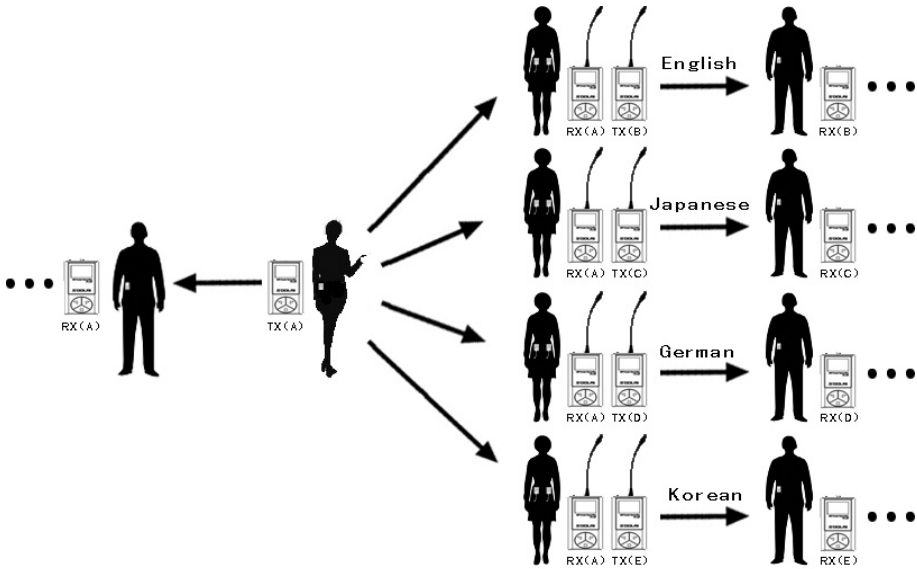 English
RX(A) TX(B)
RX(B)
Japanese
RX(A) TX(C)
RX(C)
RX(A)
TX(A)
German
RX(A) TX(D)
RX(D)
Korean
RX(A) TX(E)
RX(E)